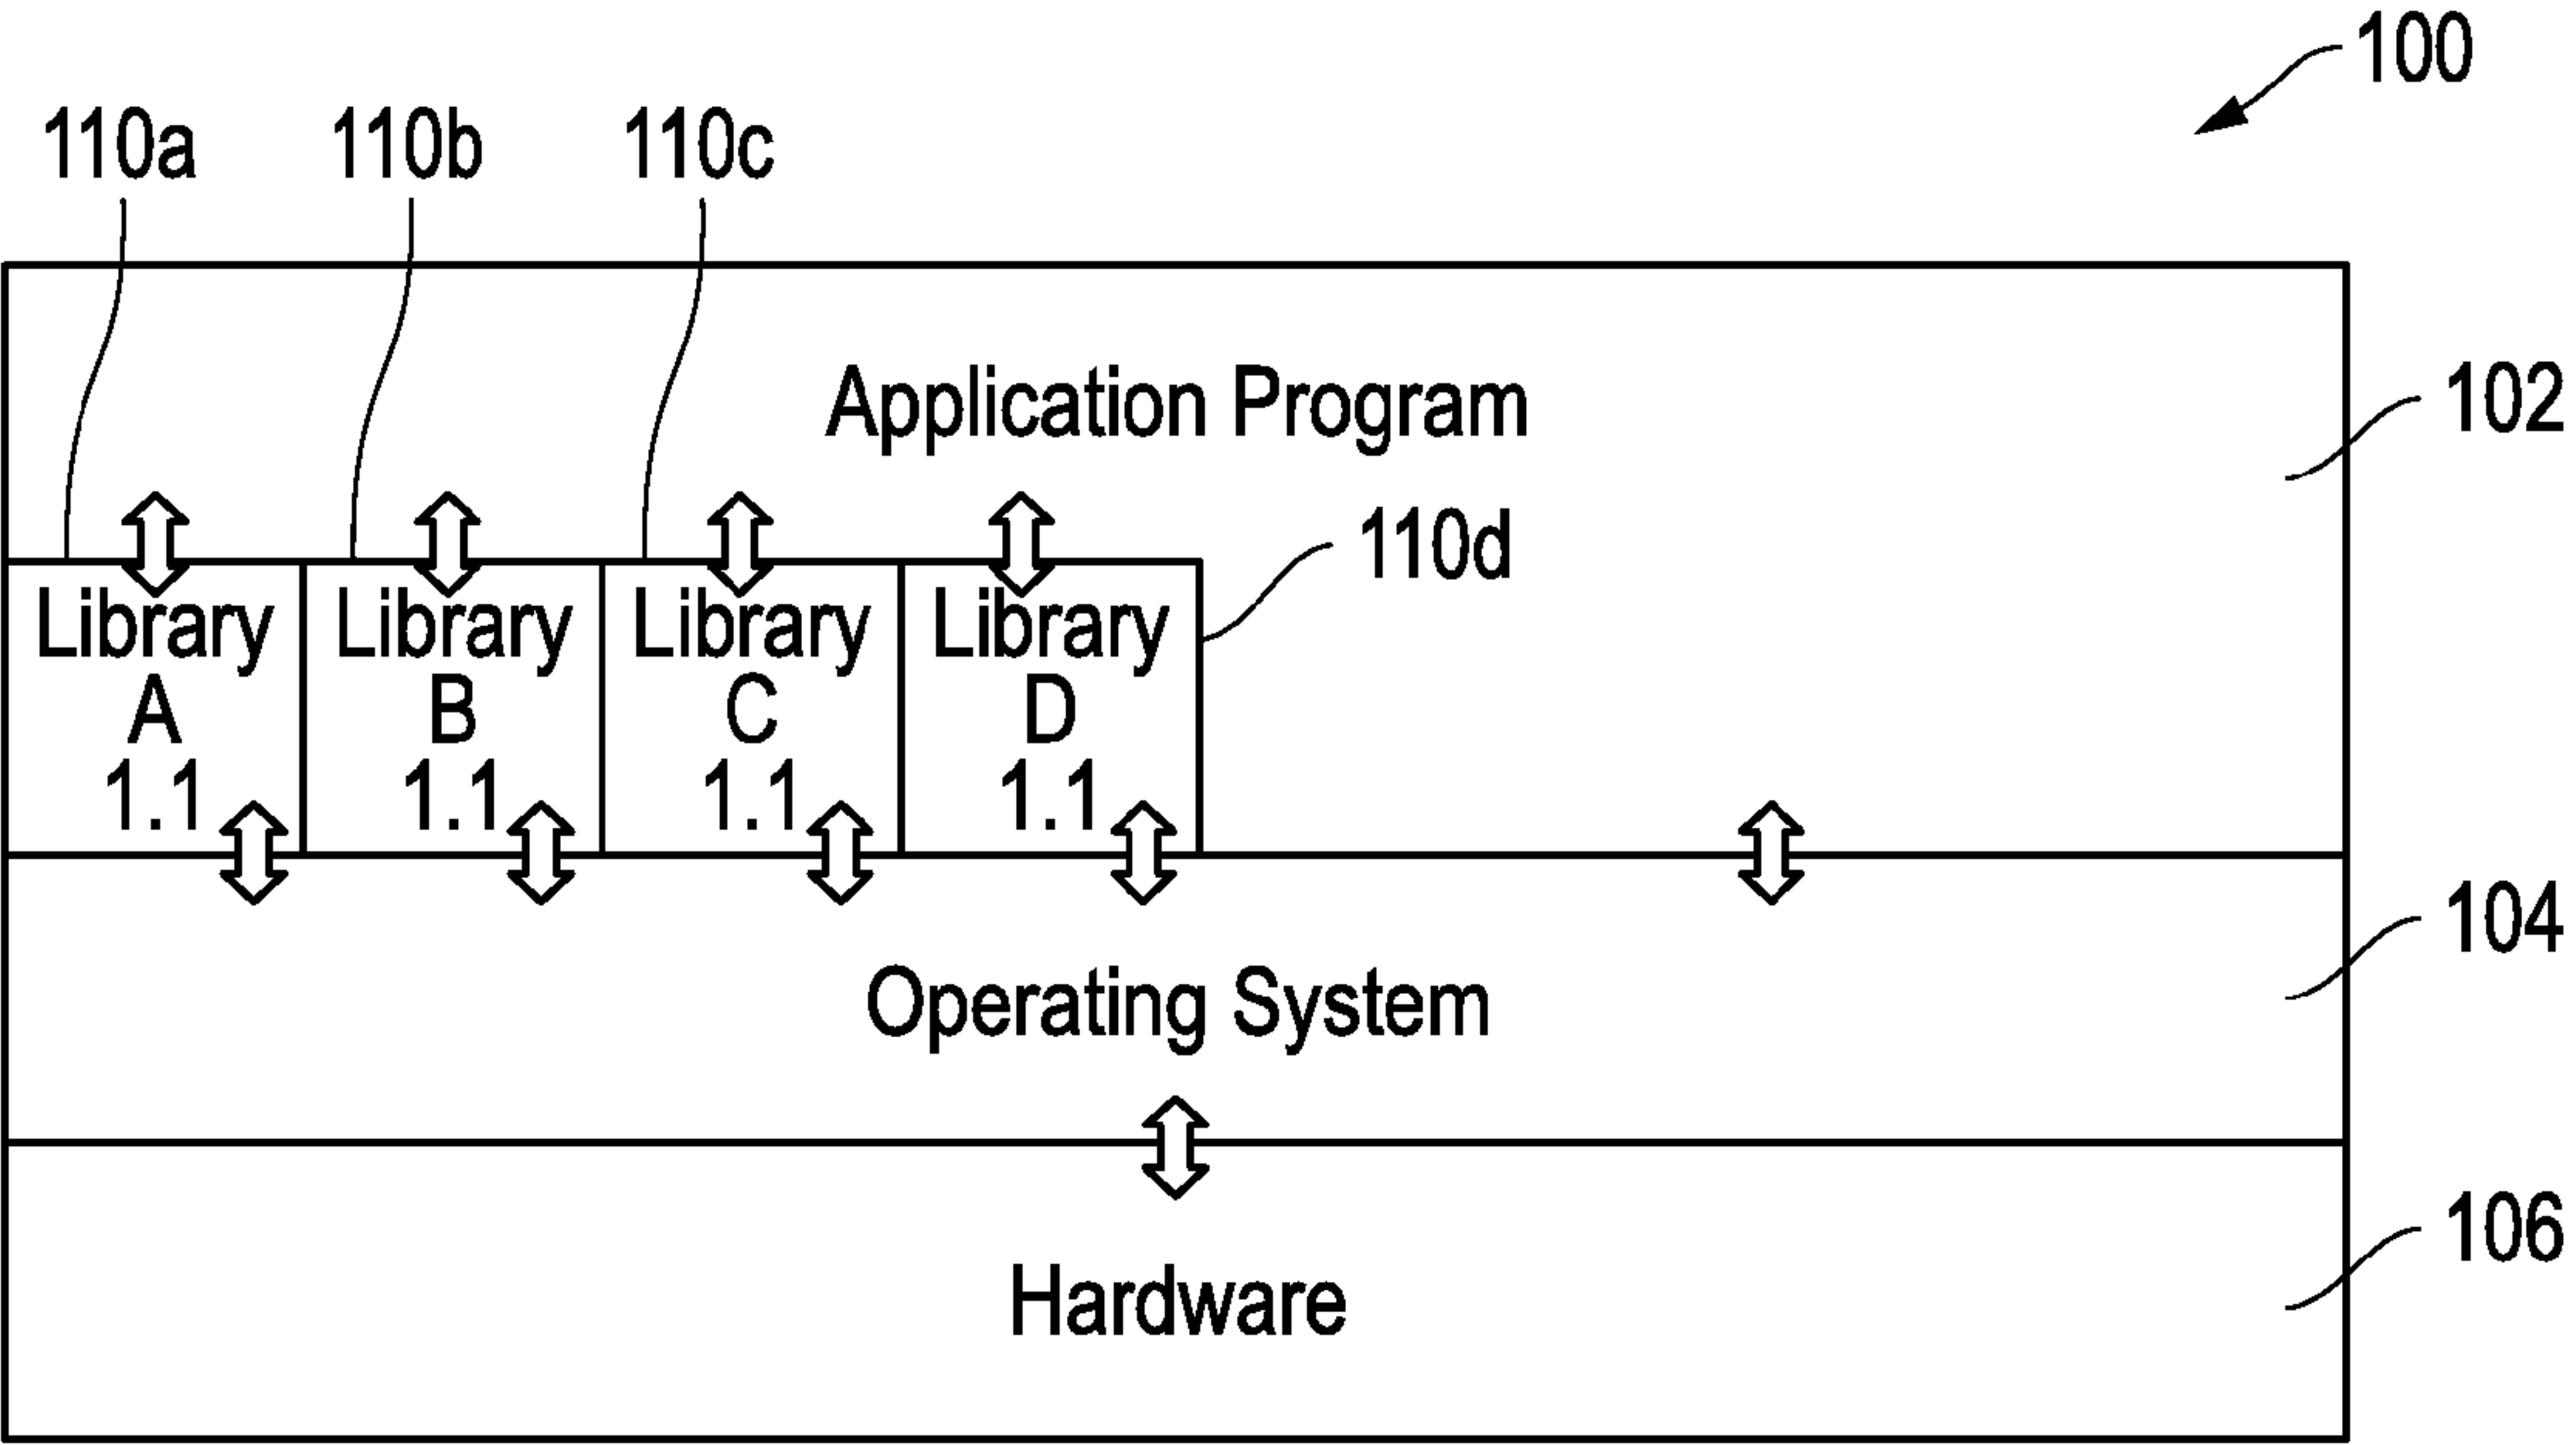 100
110a 110b 110c
Application Program
102
110d
Library Library Library Library
A B C D
1.1 1.1 1.1 1.1
104
Operating System
106
Hardware